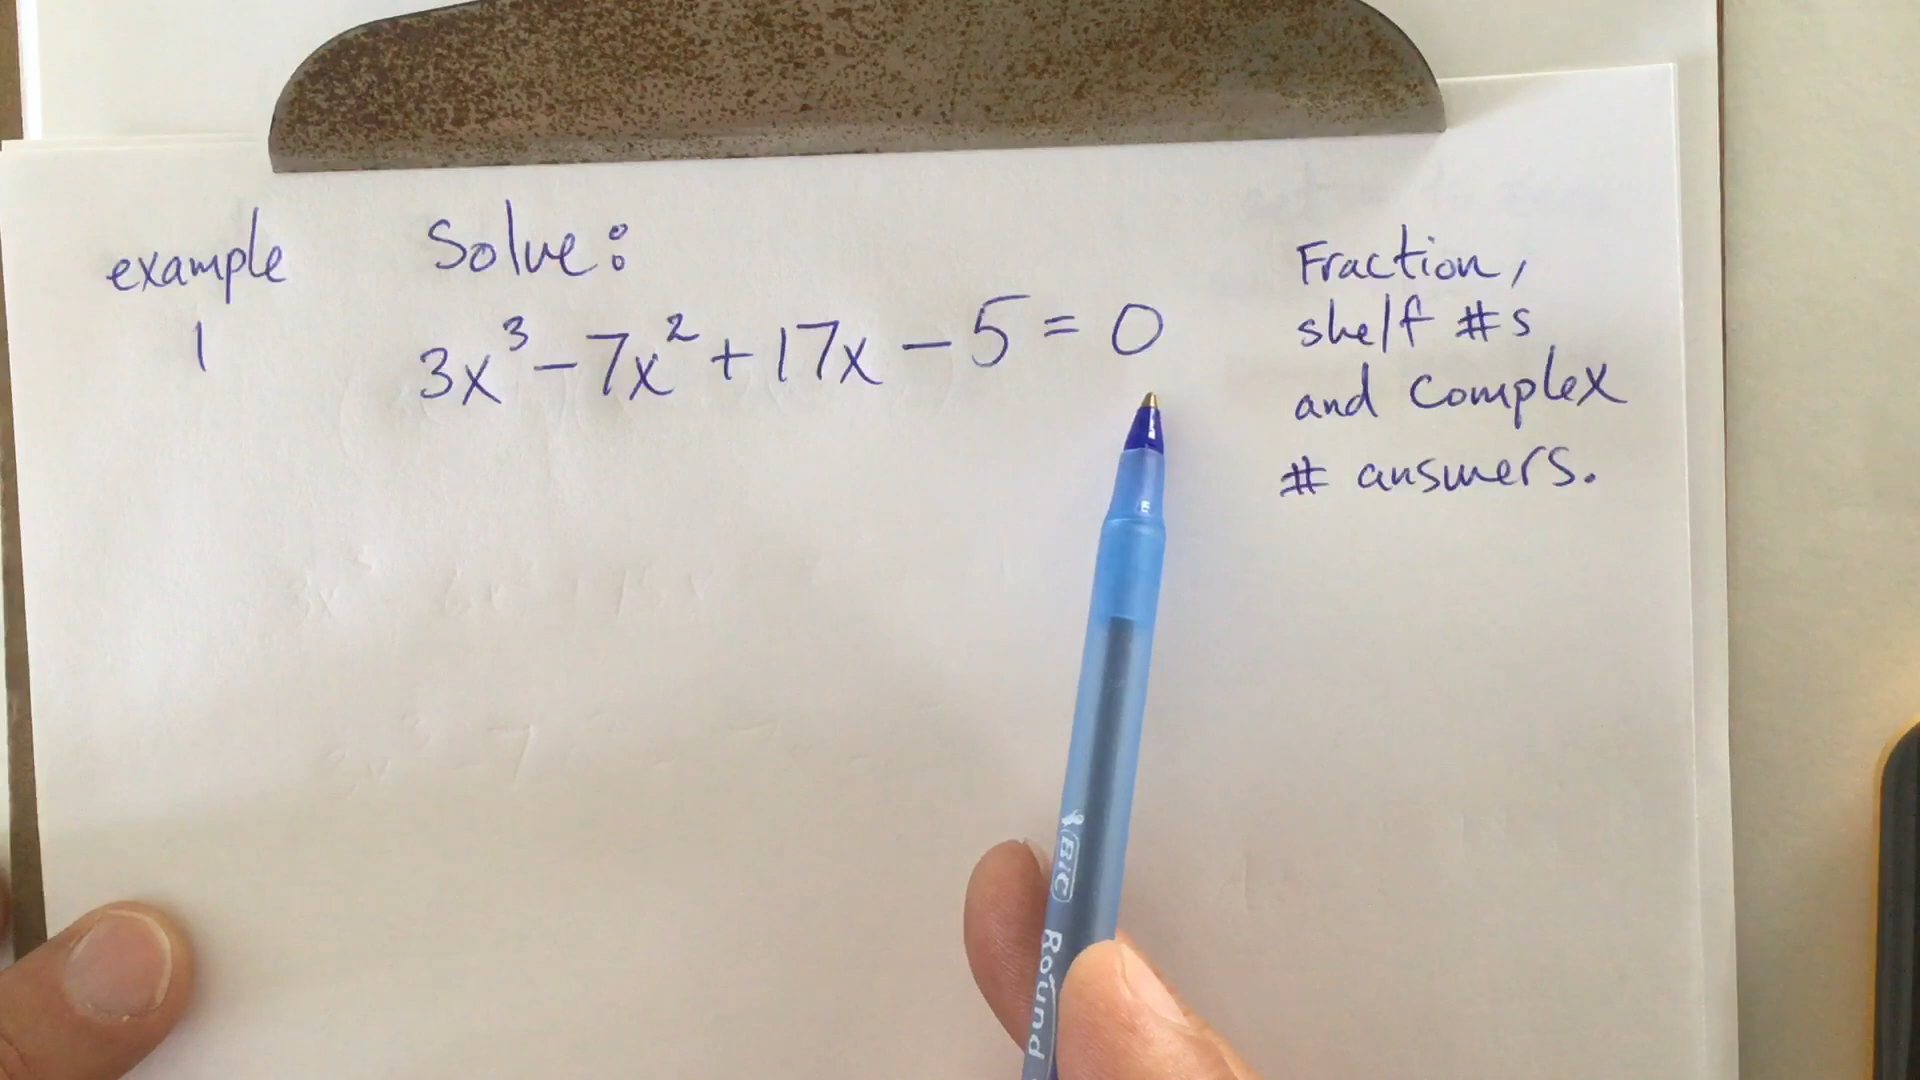 example
1
Solve:
3x³ - 7x² + 17x - 5 = 0
Fraction,
shelf #s
and complex
# answers.
BIC Round